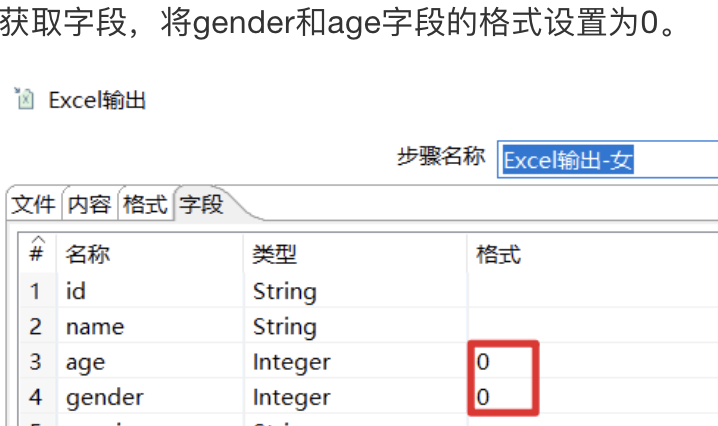 获取字段，将gender和age字段的格式设置为0。
Excel输出
步骤名称 Excel输出-女
文件 内容 格式 字段
# 名称 类型 格式
1 id String
2 name String
3 age Integer 0
4 gender Integer 0